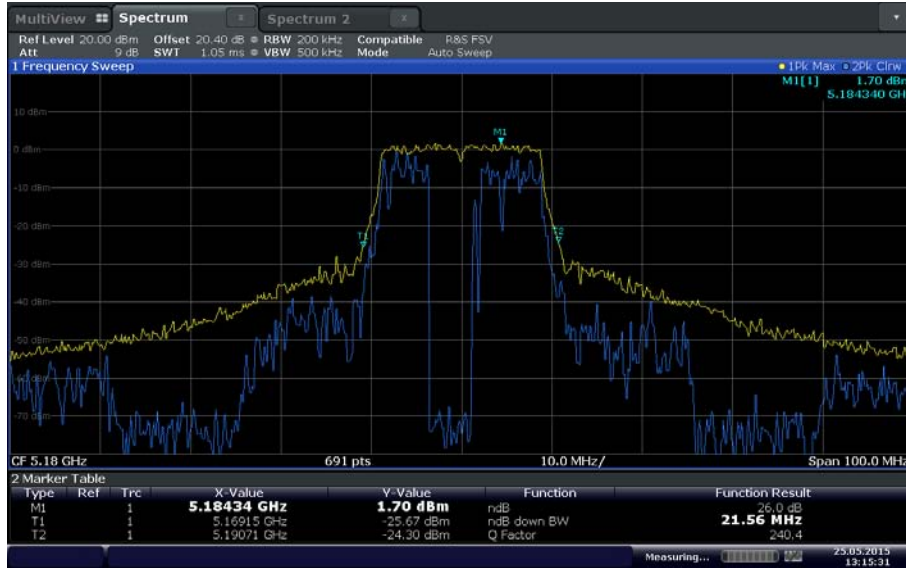 MultiView Spectrum x Spectrum 2 x
Ref Level 20.00 dBm Offset 20.40 dB RBW 200 kHz Compatible R&S FSV
Att 9 dB SWT 1.05 ms VBW 500 kHz Mode Auto Sweep
1 Frequency Sweep 1Pk Max 2Pk Clrw
M1[1] 1.70 dBm
5.184340 GH
10 dBm
M1
0 dBm
-10 dBm
-20 dBm
T1 T2
-30 dBm
-40 dBm
-50 dBm
-60 dBm
-70 dBm
CF 5.18 GHz 691 pts 10.0 MHz/ Span 100.0 MHz
2 Marker Table
Type Ref Trc X-Value Y-Value Function Function Result
M1 1 5.18434 GHz 1.70 dBm ndB 26.0 dB
T1 1 5.16915 GHz -25.67 dBm ndB down BW 21.56 MHz
T2 1 5.19071 GHz -24.30 dBm Q Factor 240.4
Measuring... 25.05.2015
13:15:31